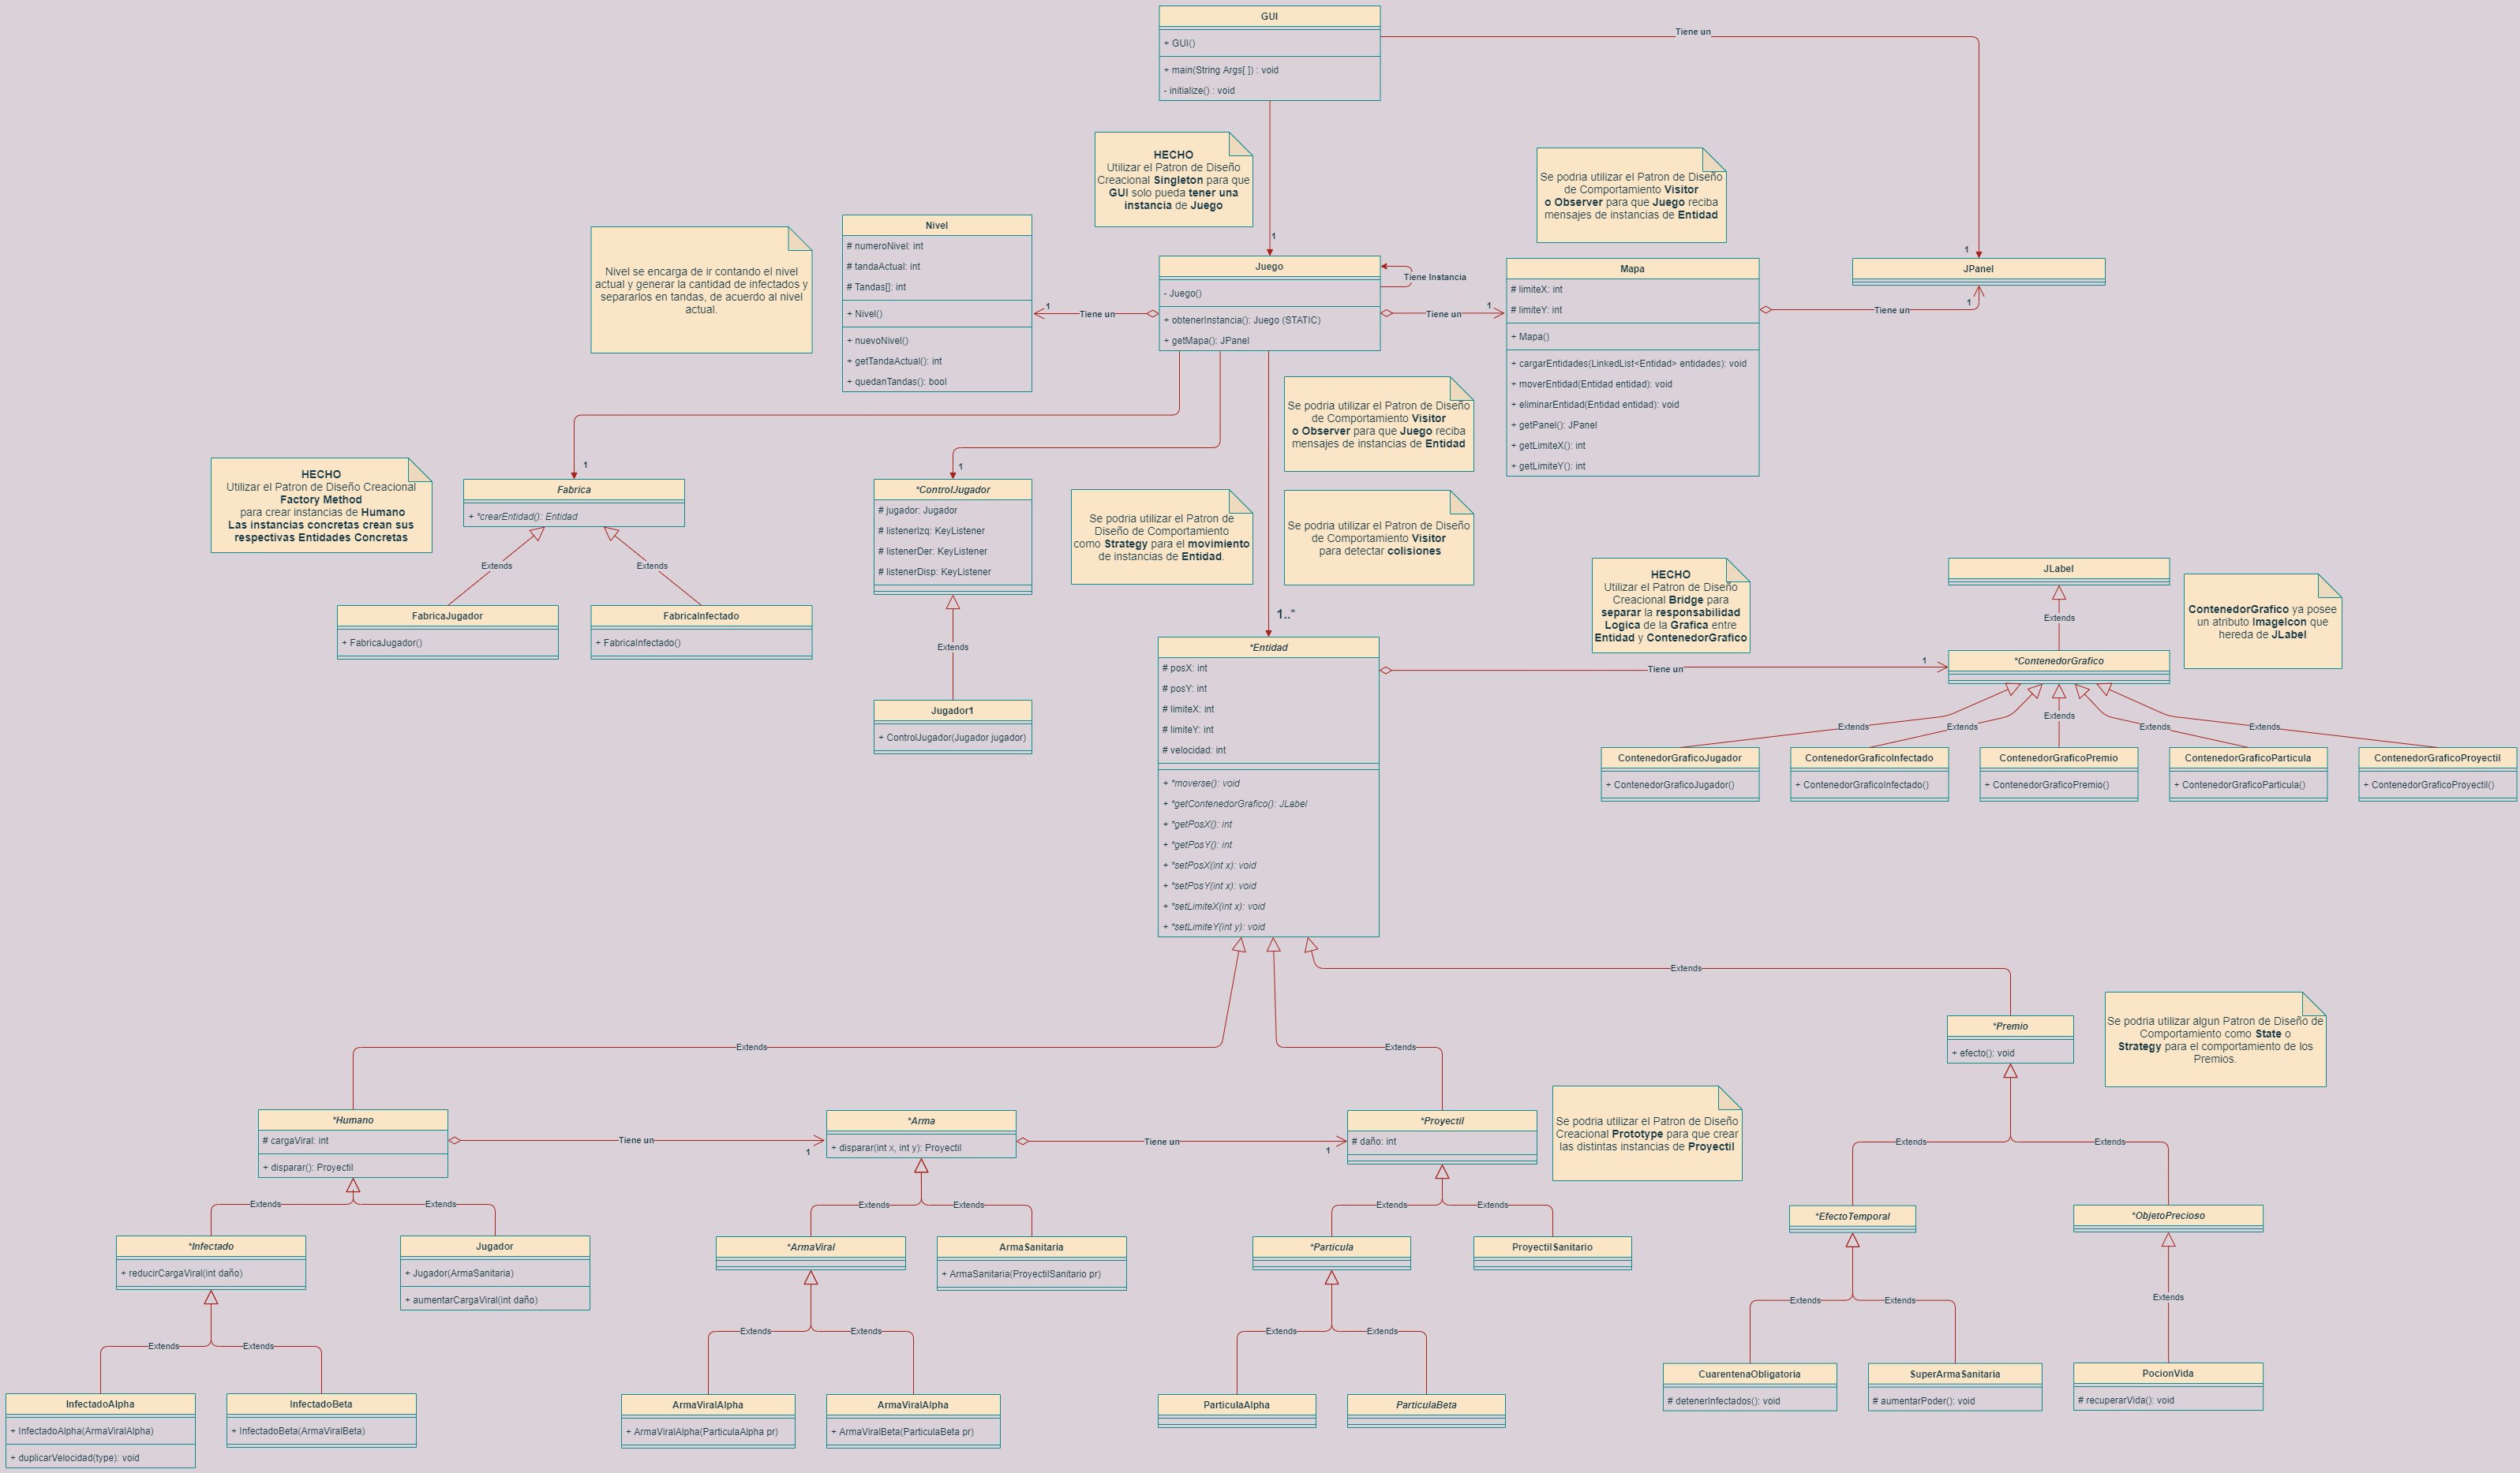 GUI
+ GUI()
+ main(String Args[ ]) : void
- initialize() : void
Tiene un
1
HECHO
Utilizar el Patron de Diseño
Creacional Singleton para que
GUI solo pueda tener una
instancia de Juego
1
Se podria utilizar el Patron de Diseño
de Comportamiento Visitor
o Observer para que Juego reciba
mensajes de instancias de Entidad
Nivel se encarga de ir contando el nivel
actual y generar la cantidad de infectados y
separarlos en tandas, de acuerdo al nivel
actual.
Nivel
# numeroNivel: int
# tandaActual: int
# Tandas[]: int
+ Nivel()
+ nuevoNivel()
+ getTandaActual(): int
+ quedanTandas(): bool
1
Tiene un
Juego
- Juego()
+ obtenerInstancia(): Juego (STATIC)
+ getMapa(): JPanel
Tiene Instancia
Tiene un
1
Mapa
# limiteX: int
# limiteY: int
+ Mapa()
+ cargarEntidades(LinkedList<Entidad> entidades): void
+ moverEntidad(Entidad entidad): void
+ eliminarEntidad(Entidad entidad): void
+ getPanel(): JPanel
+ getLimiteX(): int
+ getLimiteY(): int
Tiene un
1
JPanel
Se podria utilizar el Patron de Diseño
de Comportamiento Visitor
o Observer para que Juego reciba
mensajes de instancias de Entidad
HECHO
Utilizar el Patron de Diseño Creacional
Factory Method
para crear instancias de Humano
Las instancias concretas crean sus
respectivas Entidades Concretas
1
Fabrica
+ *crearEntidad(): Entidad
Extends
Extends
FabricaJugador
+ FabricaJugador()
FabricaInfectado
+ FabricaInfectado()
1
*ControlJugador
# jugador: Jugador
# listenerIzq: KeyListener
# listenerDer: KeyListener
# listenerDisp: KeyListener
Extends
Jugador1
+ ControlJugador(Jugador jugador)
Se podria utilizar el Patron de
Diseño de Comportamiento
como Strategy para el movimiento
de instancias de Entidad.
Se podria utilizar el Patron de Diseño
de Comportamiento Visitor
para detectar colisiones
1..*
*Entidad
# posX: int
# posY: int
# limiteX: int
# limiteY: int
# velocidad: int
+ *moverse(): void
+ *getContenedorGrafico(): JLabel
+ *getPosX(): int
+ *getPosY(): int
+ *setPosX(int x): void
+ *setPosY(int x): void
+ *setLimiteX(int x): void
+ *setLimiteY(int y): void
Tiene un
1
HECHO
Utilizar el Patron de Diseño
Creacional Bridge para
separar la responsabilidad
Logica de la Grafica entre
Entidad y ContenedorGrafico
JLabel
Extends
*ContenedorGrafico
ContenedorGrafico ya posee
un atributo ImageIcon que
hereda de JLabel
Extends
Extends
Extends
Extends
Extends
ContenedorGraficoJugador
+ ContenedorGraficoJugador()
ContenedorGraficoInfectado
+ ContenedorGraficoInfectado()
ContenedorGraficoPremio
+ ContenedorGraficoPremio()
ContenedorGraficoParticula
+ ContenedorGraficoParticula()
ContenedorGraficoProyectil
+ ContenedorGraficoProyectil()
Extends
Extends
Extends
*Premio
+ efecto(): void
Se podria utilizar algun Patron de Diseño de
Comportamiento como State o
Strategy para el comportamiento de los
Premios.
*Humano
# cargaViral: int
+ disparar(): Proyectil
Tiene un
1
*Arma
+ disparar(int x, int y): Proyectil
Tiene un
1
*Proyectil
# daño: int
Se podria utilizar el Patron de Diseño
Creacional Prototype para que crear
las distintas instancias de Proyectil
Extends
Extends
*Infectado
+ reducirCargaViral(int daño)
Jugador
+ Jugador(ArmaSanitaria)
+ aumentarCargaViral(int daño)
Extends
Extends
*ArmaViral
ArmaSanitaria
+ ArmaSanitaria(ProyectilSanitario pr)
Extends
Extends
*Particula
ProyectilSanitario
Extends
Extends
*EfectoTemporal
*ObjetoPrecioso
Extends
Extends
InfectadoAlpha
+ InfectadoAlpha(ArmaViralAlpha)
+ duplicarVelocidad(type): void
InfectadoBeta
+ InfectadoBeta(ArmaViralBeta)
Extends
Extends
ArmaViralAlpha
+ ArmaViralAlpha(ParticulaAlpha pr)
ArmaViralAlpha
+ ArmaViralBeta(ParticulaBeta pr)
Extends
Extends
ParticulaAlpha
ParticulaBeta
Extends
Extends
Extends
CuarentenaObligatoria
# detenerInfectados(): void
SuperArmaSanitaria
# aumentarPoder(): void
PocionVida
# recuperarVida(): void